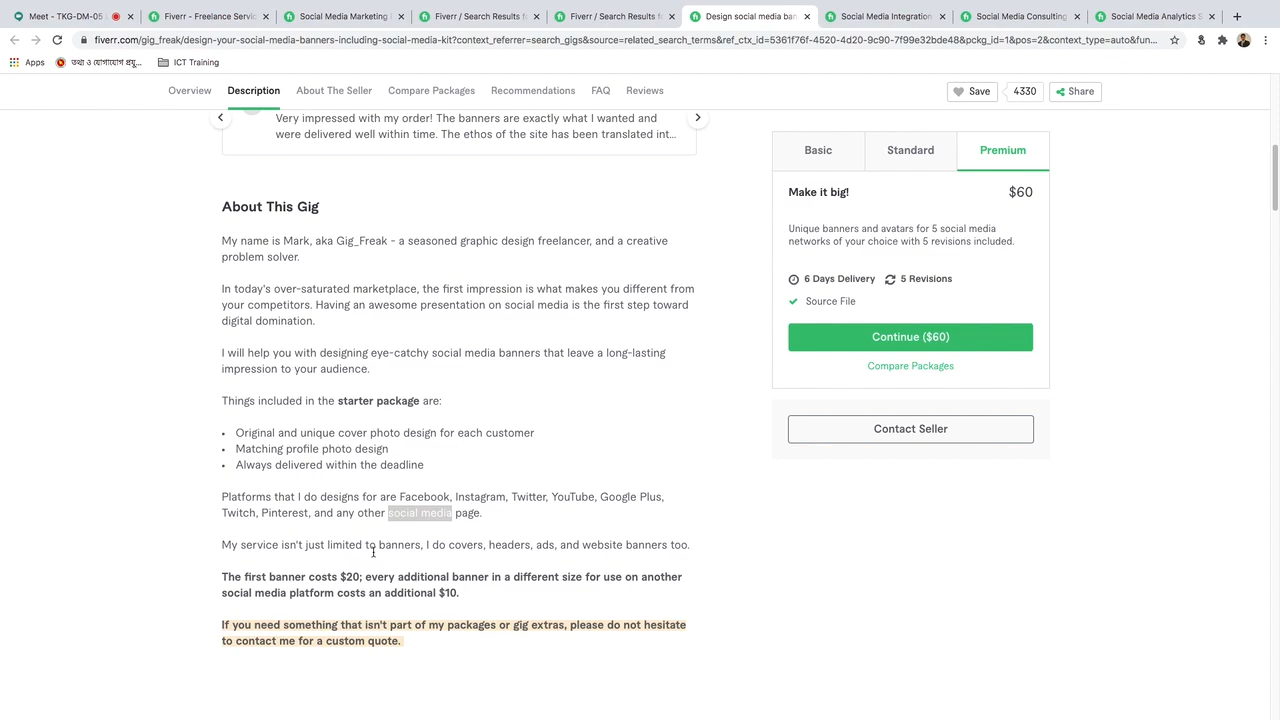 Meet - TKG-DM-05
Fiverr - Freelance Servic
Social Media Marketing
Fiverr / Search Results fo
Fiverr / Search Results fo
Design social media ban
Social Media Integration
Social Media Consulting
Social Media Analytics S
fiverr.com/gig_freak/design-your-social-media-banners-including-social-media-kit?context_referrer=search_gigs&source=related_search_terms&ref_ctx_id=5361f76f-4520-4d20-9c90-7f99e32bde48&pckg_id=1&pos=2&context_type=auto&fun...
Apps
তথ্য ও যোগাযোগ প্রযু...
ICT Training
Overview
Description
About The Seller
Compare Packages
Recommendations
FAQ
Reviews
Save
4330
Share
Very impressed with my order! The banners are exactly what I wanted and
were delivered well within time. The ethos of the site has been translated int...
About This Gig
My name is Mark, aka Gig_Freak - a seasoned graphic design freelancer, and a creative
problem solver.
In today's over-saturated marketplace, the first impression is what makes you different from
your competitors. Having an awesome presentation on social media is the first step toward
digital domination.
I will help you with designing eye-catchy social media banners that leave a long-lasting
impression to your audience.
Things included in the starter package are:
• Original and unique cover photo design for each customer
• Matching profile photo design
• Always delivered within the deadline
Platforms that I do designs for are Facebook, Instagram, Twitter, YouTube, Google Plus,
Twitch, Pinterest, and any other social media page.
My service isn't just limited to banners, I do covers, headers, ads, and website banners too.
The first banner costs $20; every additional banner in a different size for use on another
social media platform costs an additional $10.
If you need something that isn't part of my packages or gig extras, please do not hesitate
to contact me for a custom quote.
Basic
Standard
Premium
Make it big!
$60
Unique banners and avatars for 5 social media
networks of your choice with 5 revisions included.
6 Days Delivery
5 Revisions
Source File
Continue ($60)
Compare Packages
Contact Seller